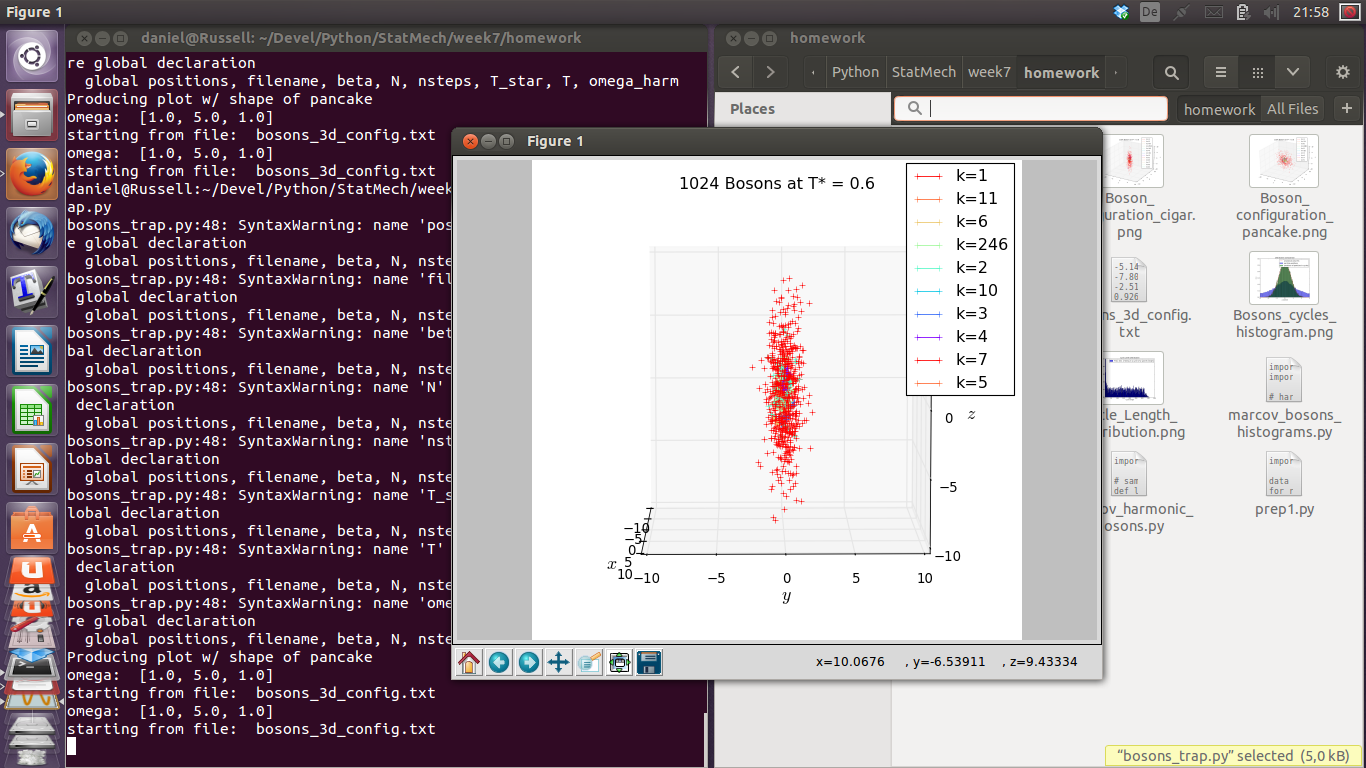 Figure 1
De
21:58
daniel@Russell: ~/Devel/Python/StatMech/week7/homework
re global declaration
  global positions, filename, beta, N, nsteps, T_star, T, omega_harm
Producing plot w/ shape of pancake
omega:  [1.0, 5.0, 1.0]
starting from file:  bosons_3d_config.txt
omega:  [1.0, 5.0, 1.0]
starting from file:  bosons_3d_config.txt
daniel@Russell:~/Devel/Python/StatMech/week
ap.py
bosons_trap.py:48: SyntaxWarning: name 'pos
e global declaration
  global positions, filename, beta, N, nste
bosons_trap.py:48: SyntaxWarning: name 'fil
 global declaration
  global positions, filename, beta, N, nste
bosons_trap.py:48: SyntaxWarning: name 'bet
bal declaration
  global positions, filename, beta, N, nste
bosons_trap.py:48: SyntaxWarning: name 'N'
 declaration
  global positions, filename, beta, N, nste
bosons_trap.py:48: SyntaxWarning: name 'nst
lobal declaration
  global positions, filename, beta, N, nste
bosons_trap.py:48: SyntaxWarning: name 'T_s
lobal declaration
  global positions, filename, beta, N, nste
bosons_trap.py:48: SyntaxWarning: name 'T'
 declaration
  global positions, filename, beta, N, nste
bosons_trap.py:48: SyntaxWarning: name 'ome
re global declaration
  global positions, filename, beta, N, nste
Producing plot w/ shape of pancake
omega:  [1.0, 5.0, 1.0]
starting from file:  bosons_3d_config.txt
omega:  [1.0, 5.0, 1.0]
starting from file:  bosons_3d_config.txt
homework
Python
StatMech
week7
homework
Places
homework
All Files
Boson_
uration_cigar.
png
Boson_
configuration_
pancake.png
-5.14
-7.80
-2.51
0.926
ns_3d_config.
txt
Bosons_cycles_
histogram.png
cle_Length_
ribution.png
impor
impor
# har
marcov_bosons_
histograms.py
impor
# sam
def l
ov_harmonic_
osons.py
impor
data
for r
prep1.py
"bosons_trap.py" selected  (5,0 kB)
Figure 1
1024 Bosons at T* = 0.6
k=1
k=11
k=6
k=246
k=2
k=10
k=3
k=4
k=7
k=5
0
z
−5
−10
−10
−5
0
5
10
x
−10
−5
0
5
10
y
x=10.0676     , y=-6.53911    , z=9.43334